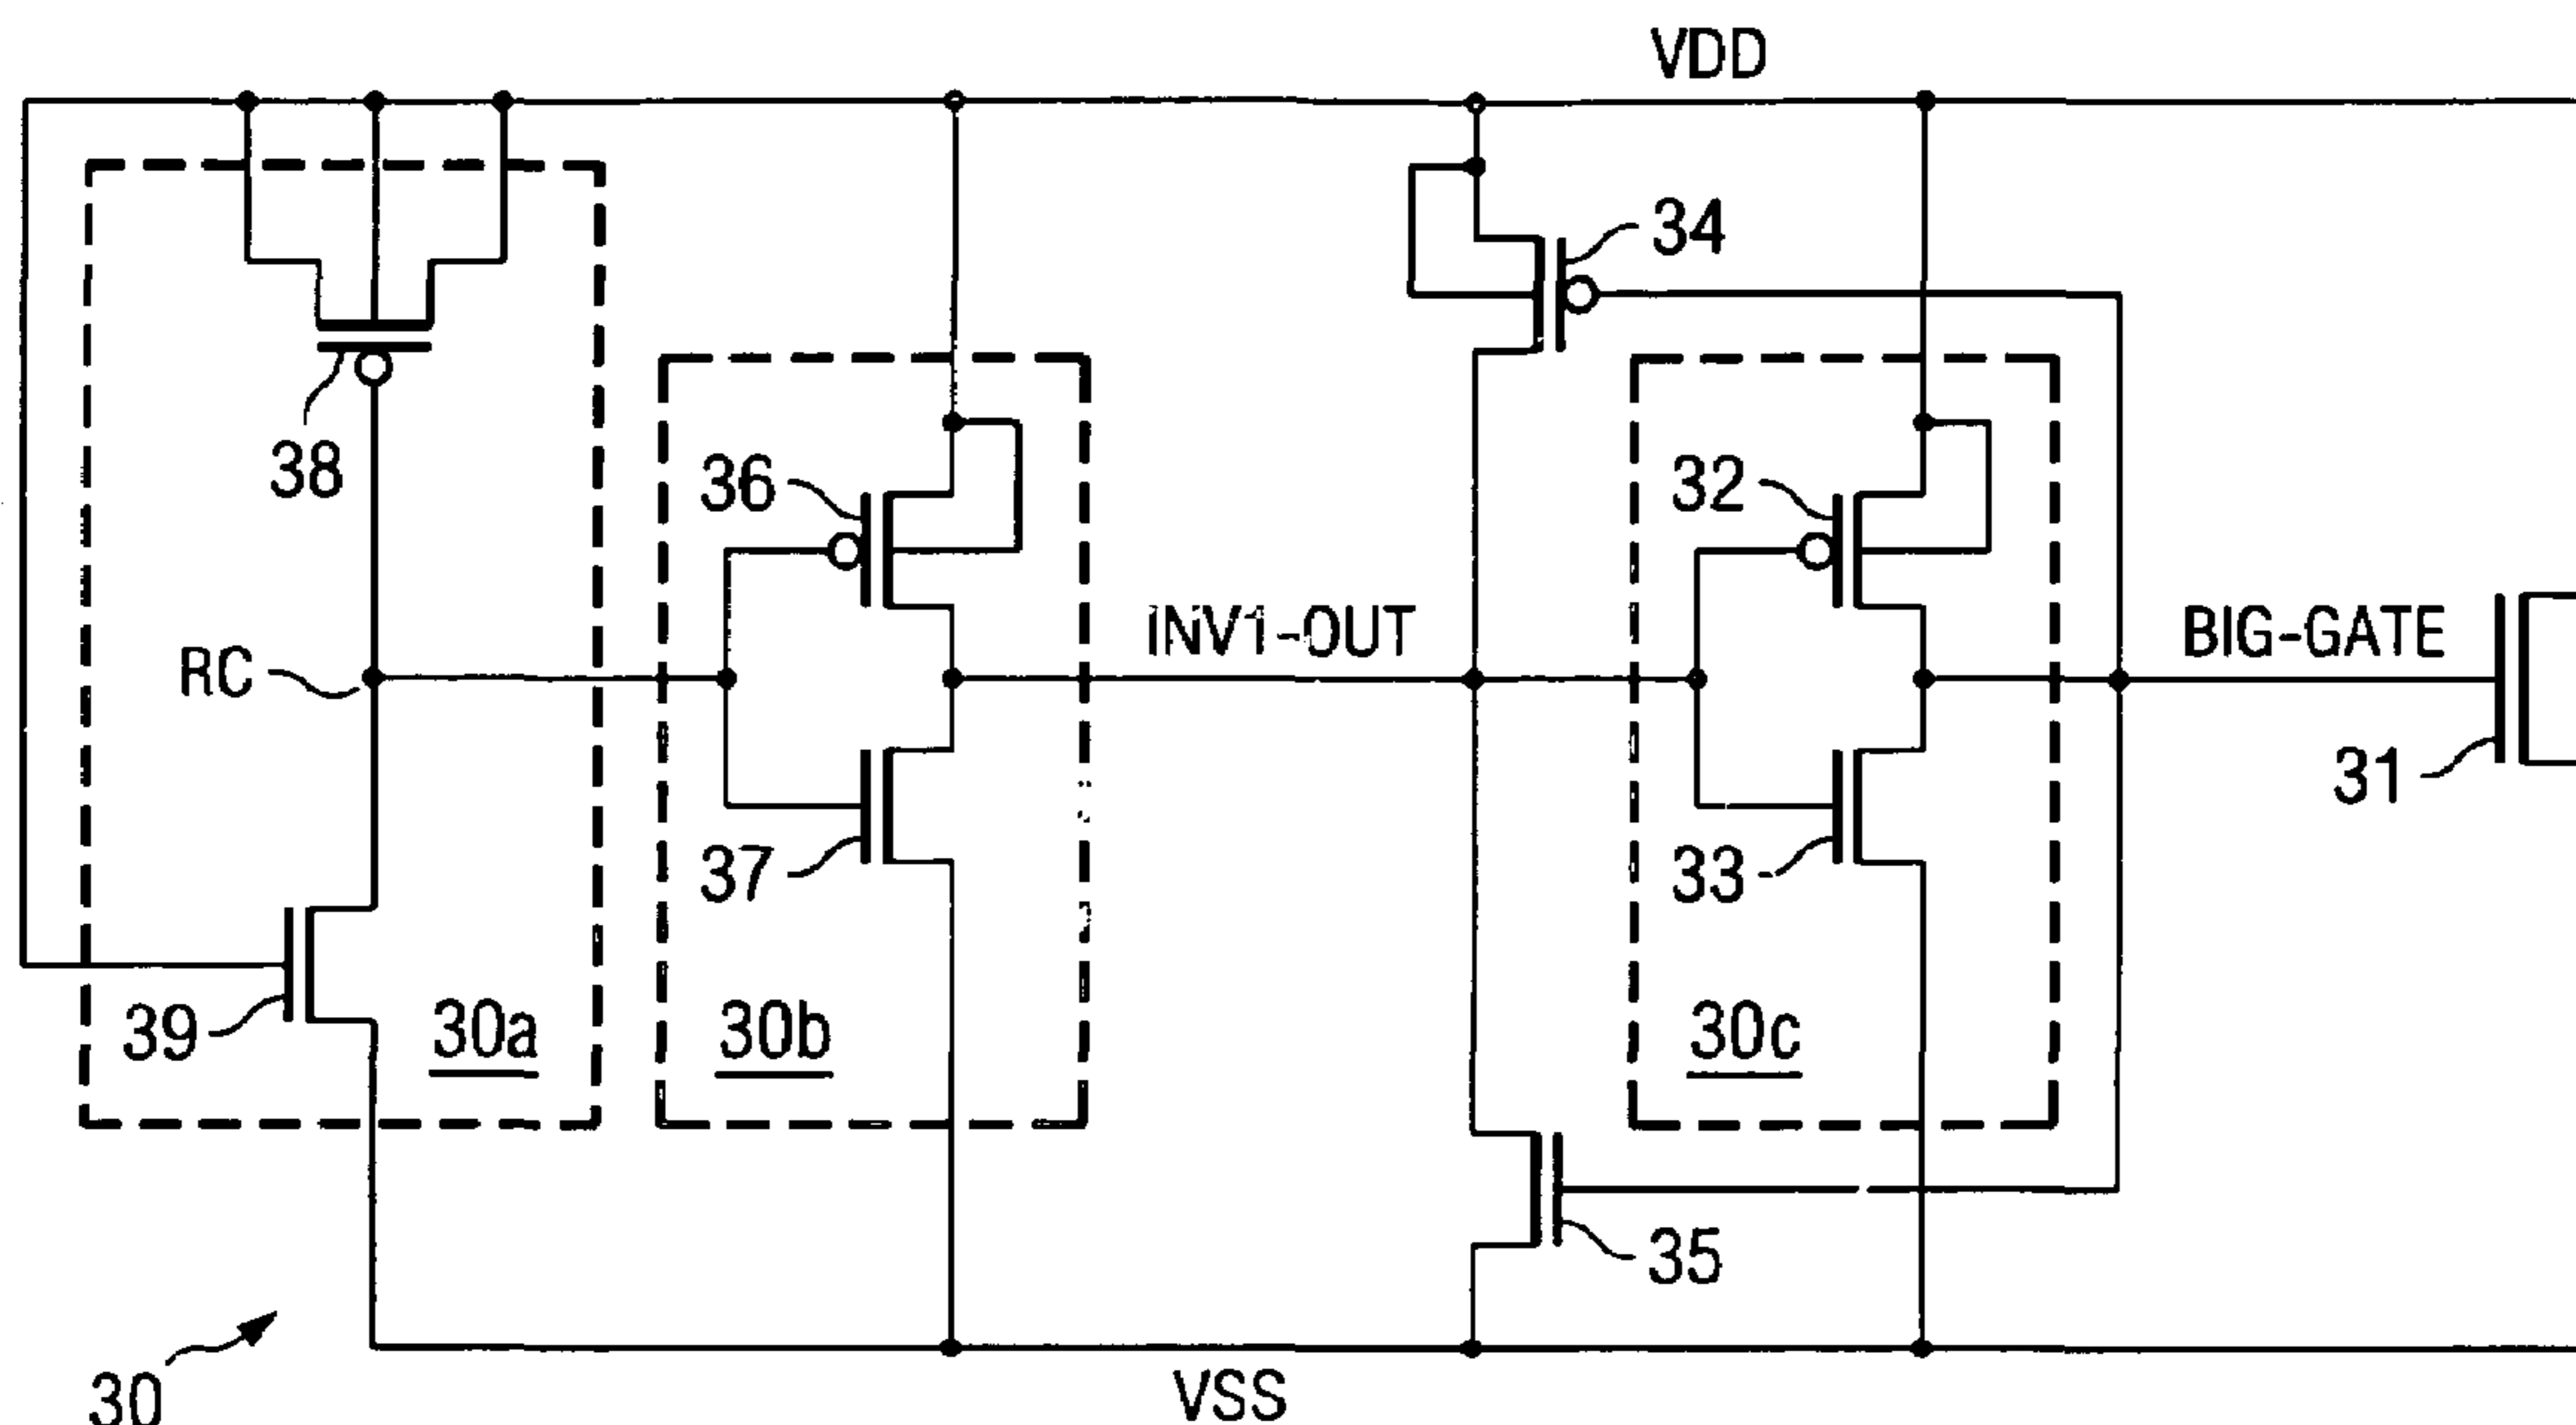 VDD
34
38
36
32
INV1-OUT
BIG-GATE
RC
31
37
33
39
30a
30b
30c
35
30
VSS